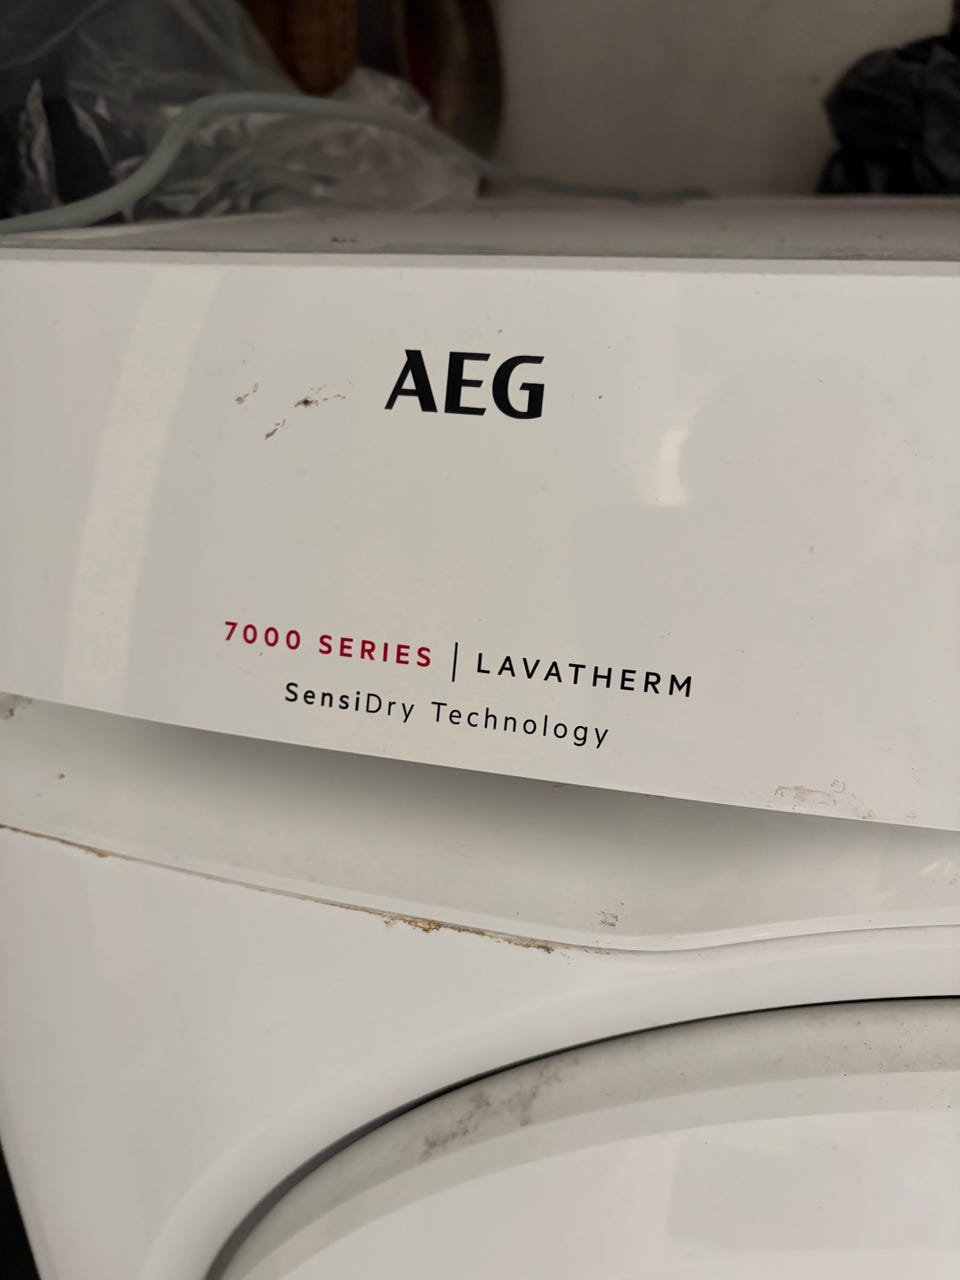 AEG
7000 SERIES | LAVATHERM
SensiDry Technology